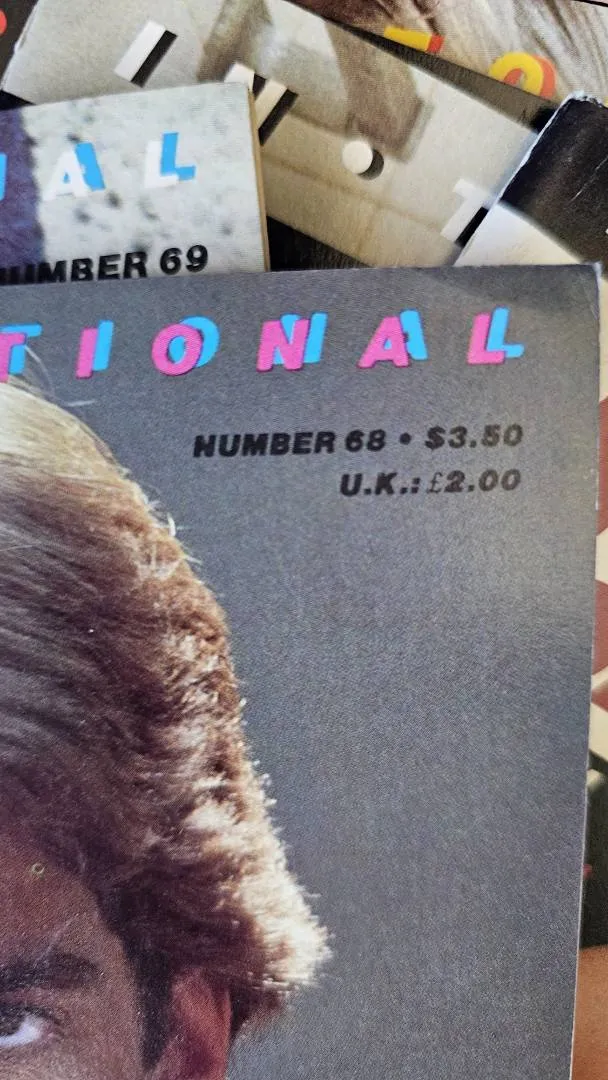 AL
NUMBER 69
TIONAL
NUMBER 68 • $3.50
U.K.: £2.00